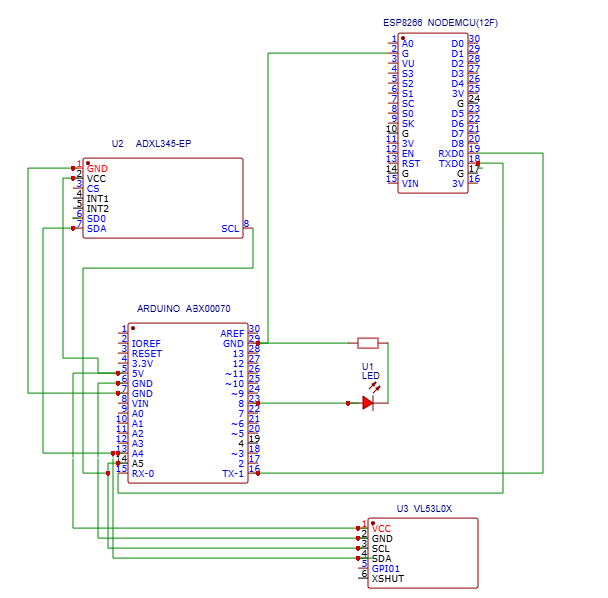 ESP8266 NODEMCU(12F)
1 A0 D0 30
2 G D1 29
3 VU D2 28
4 S3 D3 27
5 S2 D4 26
6 S1 3V 25
7 SC G 24
8 S0 D5 23
9 SK D6 22
10 G D7 21
11 3V D8 20
12 EN RXD0 19
13 RST TXD0 18
14 G G 17
15 VIN 3V 16
U2 ADXL345-EP
1 GND
2 VCC
3 CS
4 INT1
5 INT2
6 SD0
7 SDA SCL 8
ARDUINO ABX00070
1 AREF 30
2 IOREF GND 29
3 RESET 13 28
4 3.3V 12 27
5 5V ~11 26
6 GND ~10 25
7 GND ~9 24
8 VIN 8 23
9 A0 7 22
10 A1 ~6 21
11 A2 ~5 20
12 A3 4 19
13 A4 ~3 18
14 A5 2 17
15 RX-0 TX-1 16
U1
LED
U3 VL53L0X
1 VCC
2 GND
3 SCL
4 SDA
5 GPI01
6 XSHUT